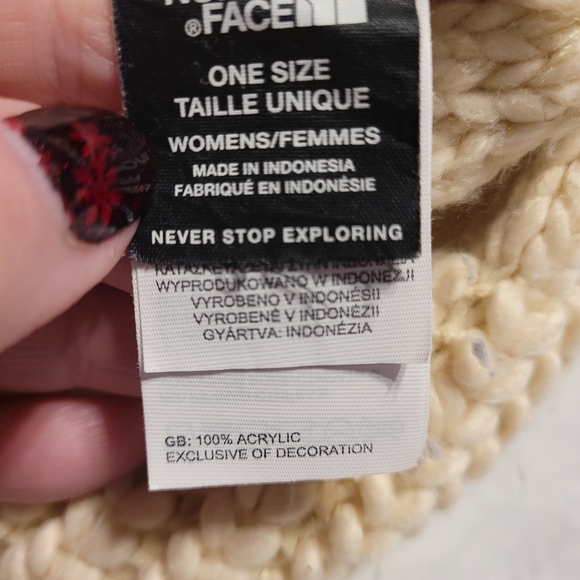 ®FACE
ONE SIZE
TAILLE UNIQUE
WOMENS/FEMMES
MADE IN INDONESIA
FABRIQUÉ EN INDONÉSIE
NEVER STOP EXPLORING
WYPRODUKOWANO W INDONEZJI
VYROBENO V INDONÉSII
VYROBENÉ V INDONÉZII
GYÁRTVA: INDONÉZIA
GB: 100% ACRYLIC
EXCLUSIVE OF DECORATION